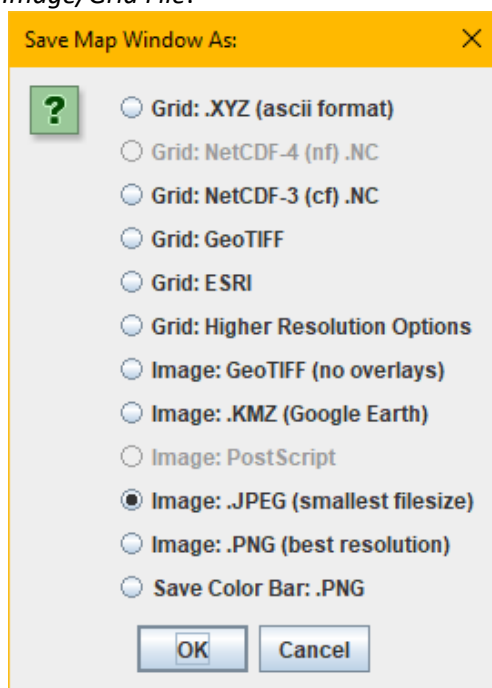 Image/Grid File.
Save Map Window As:
?
Grid: .XYZ (ascii format)
Grid: NetCDF-4 (nf) .NC
Grid: NetCDF-3 (cf) .NC
Grid: GeoTIFF
Grid: ESRI
Grid: Higher Resolution Options
Image: GeoTIFF (no overlays)
Image: .KMZ (Google Earth)
Image: PostScript
Image: .JPEG (smallest filesize)
Image: .PNG (best resolution)
Save Color Bar: .PNG
OK Cancel